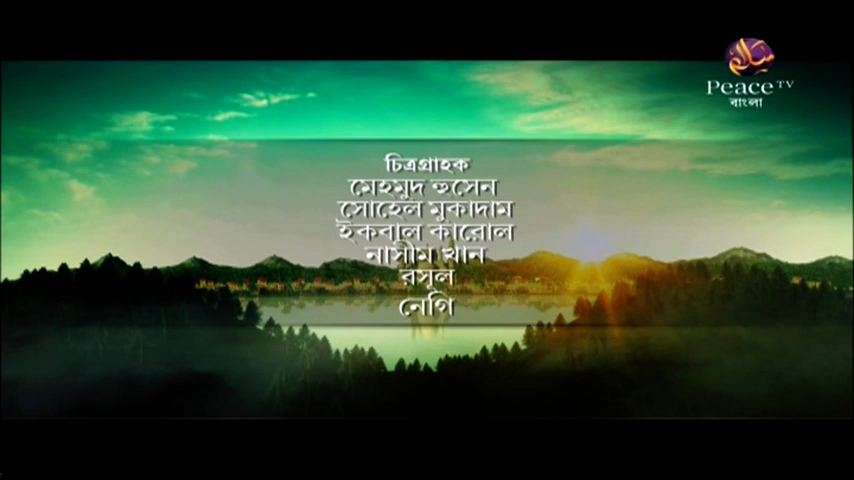 Peace TV
বাংলা
চিত্রগ্রাহক
মেহমুদ হুসেন
সোহেল মুকাদাম
ইকবাল কারোল
নাসীম খান
রসূল
নেগি